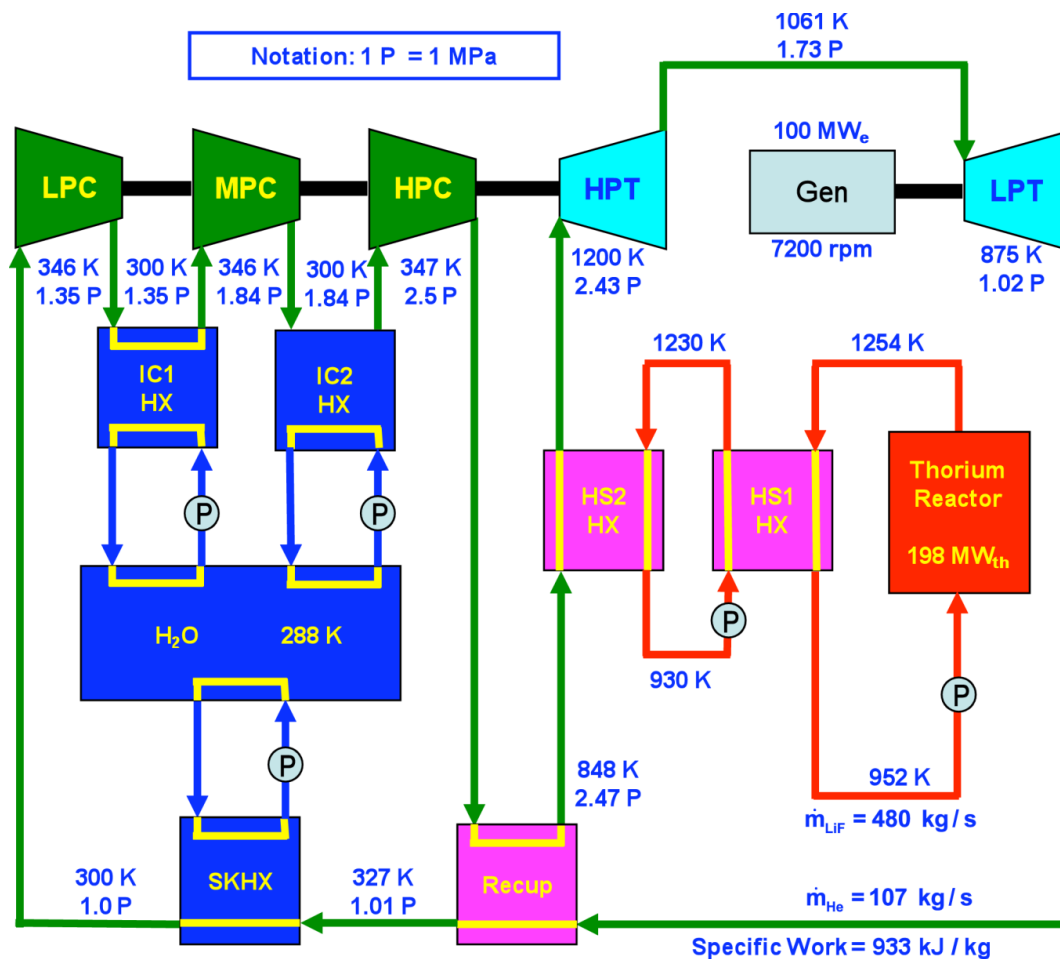 1061 K
1.73 P
Notation: 1 P = 1 MPa
100 MWe
LPC
MPC
HPC
HPT
Gen
LPT
7200 rpm
346 K
1.35 P
300 K
1.35 P
346 K
1.84 P
300 K
1.84 P
347 K
2.5 P
1200 K
2.43 P
875 K
1.02 P
IC1
HX
IC2
HX
1230 K
1254 K
HS2
HX
HS1
HX
Thorium
Reactor
198 MWth
P
P
P
930 K
H₂O
288 K
P
P
848 K
2.47 P
952 K
ṁLiF = 480 kg / s
SKHX
Recup
300 K
1.0 P
327 K
1.01 P
ṁHe = 107 kg / s
Specific Work = 933 kJ / kg